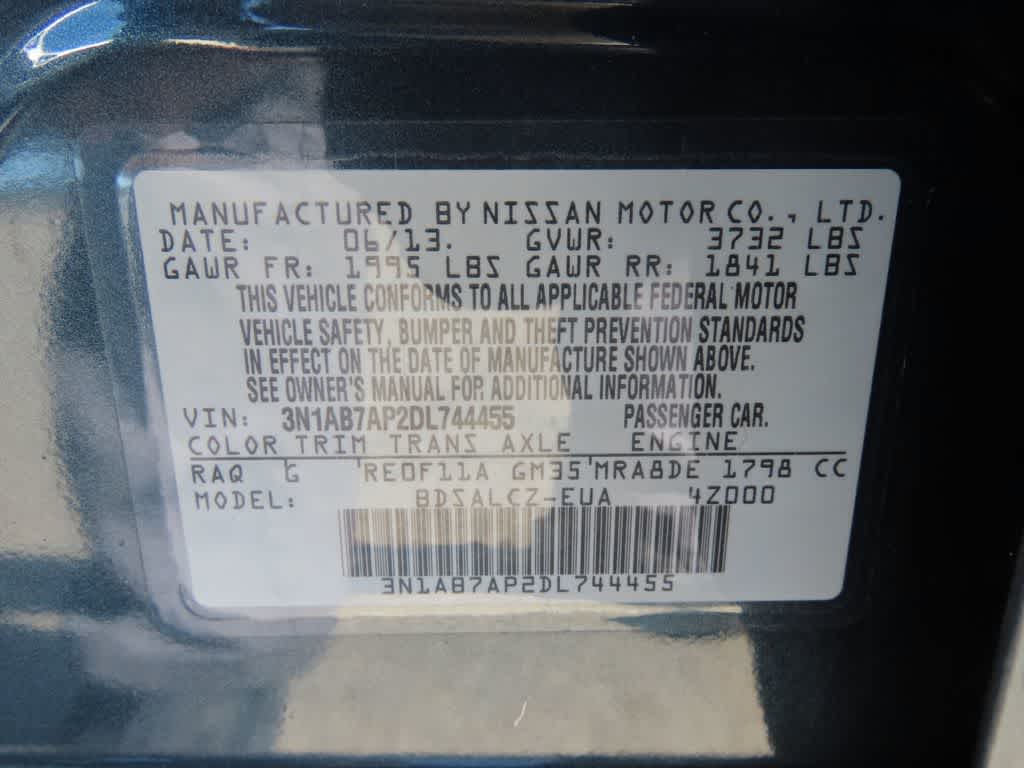 MANUFACTURED BY NISSAN MOTOR CO., LTD.
DATE: 06/13. GVWR: 3732 LBS
GAWR FR: 1995 LBS GAWR RR: 1841 LBS
THIS VEHICLE CONFORMS TO ALL APPLICABLE FEDERAL MOTOR
VEHICLE SAFETY, BUMPER AND THEFT PREVENTION STANDARDS
IN EFFECT ON THE DATE OF MANUFACTURE SHOWN ABOVE.
SEE OWNER'S MANUAL FOR ADDITIONAL INFORMATION.
VIN: 3N1AB7AP2DL744455 PASSENGER CAR.
COLOR TRIM TRANS AXLE ENGINE
RAQ G RE0F11A GM35 MRA8DE 1798 CC
MODEL: BDSALCZ-EUA 4Z000
3N1AB7AP2DL744455